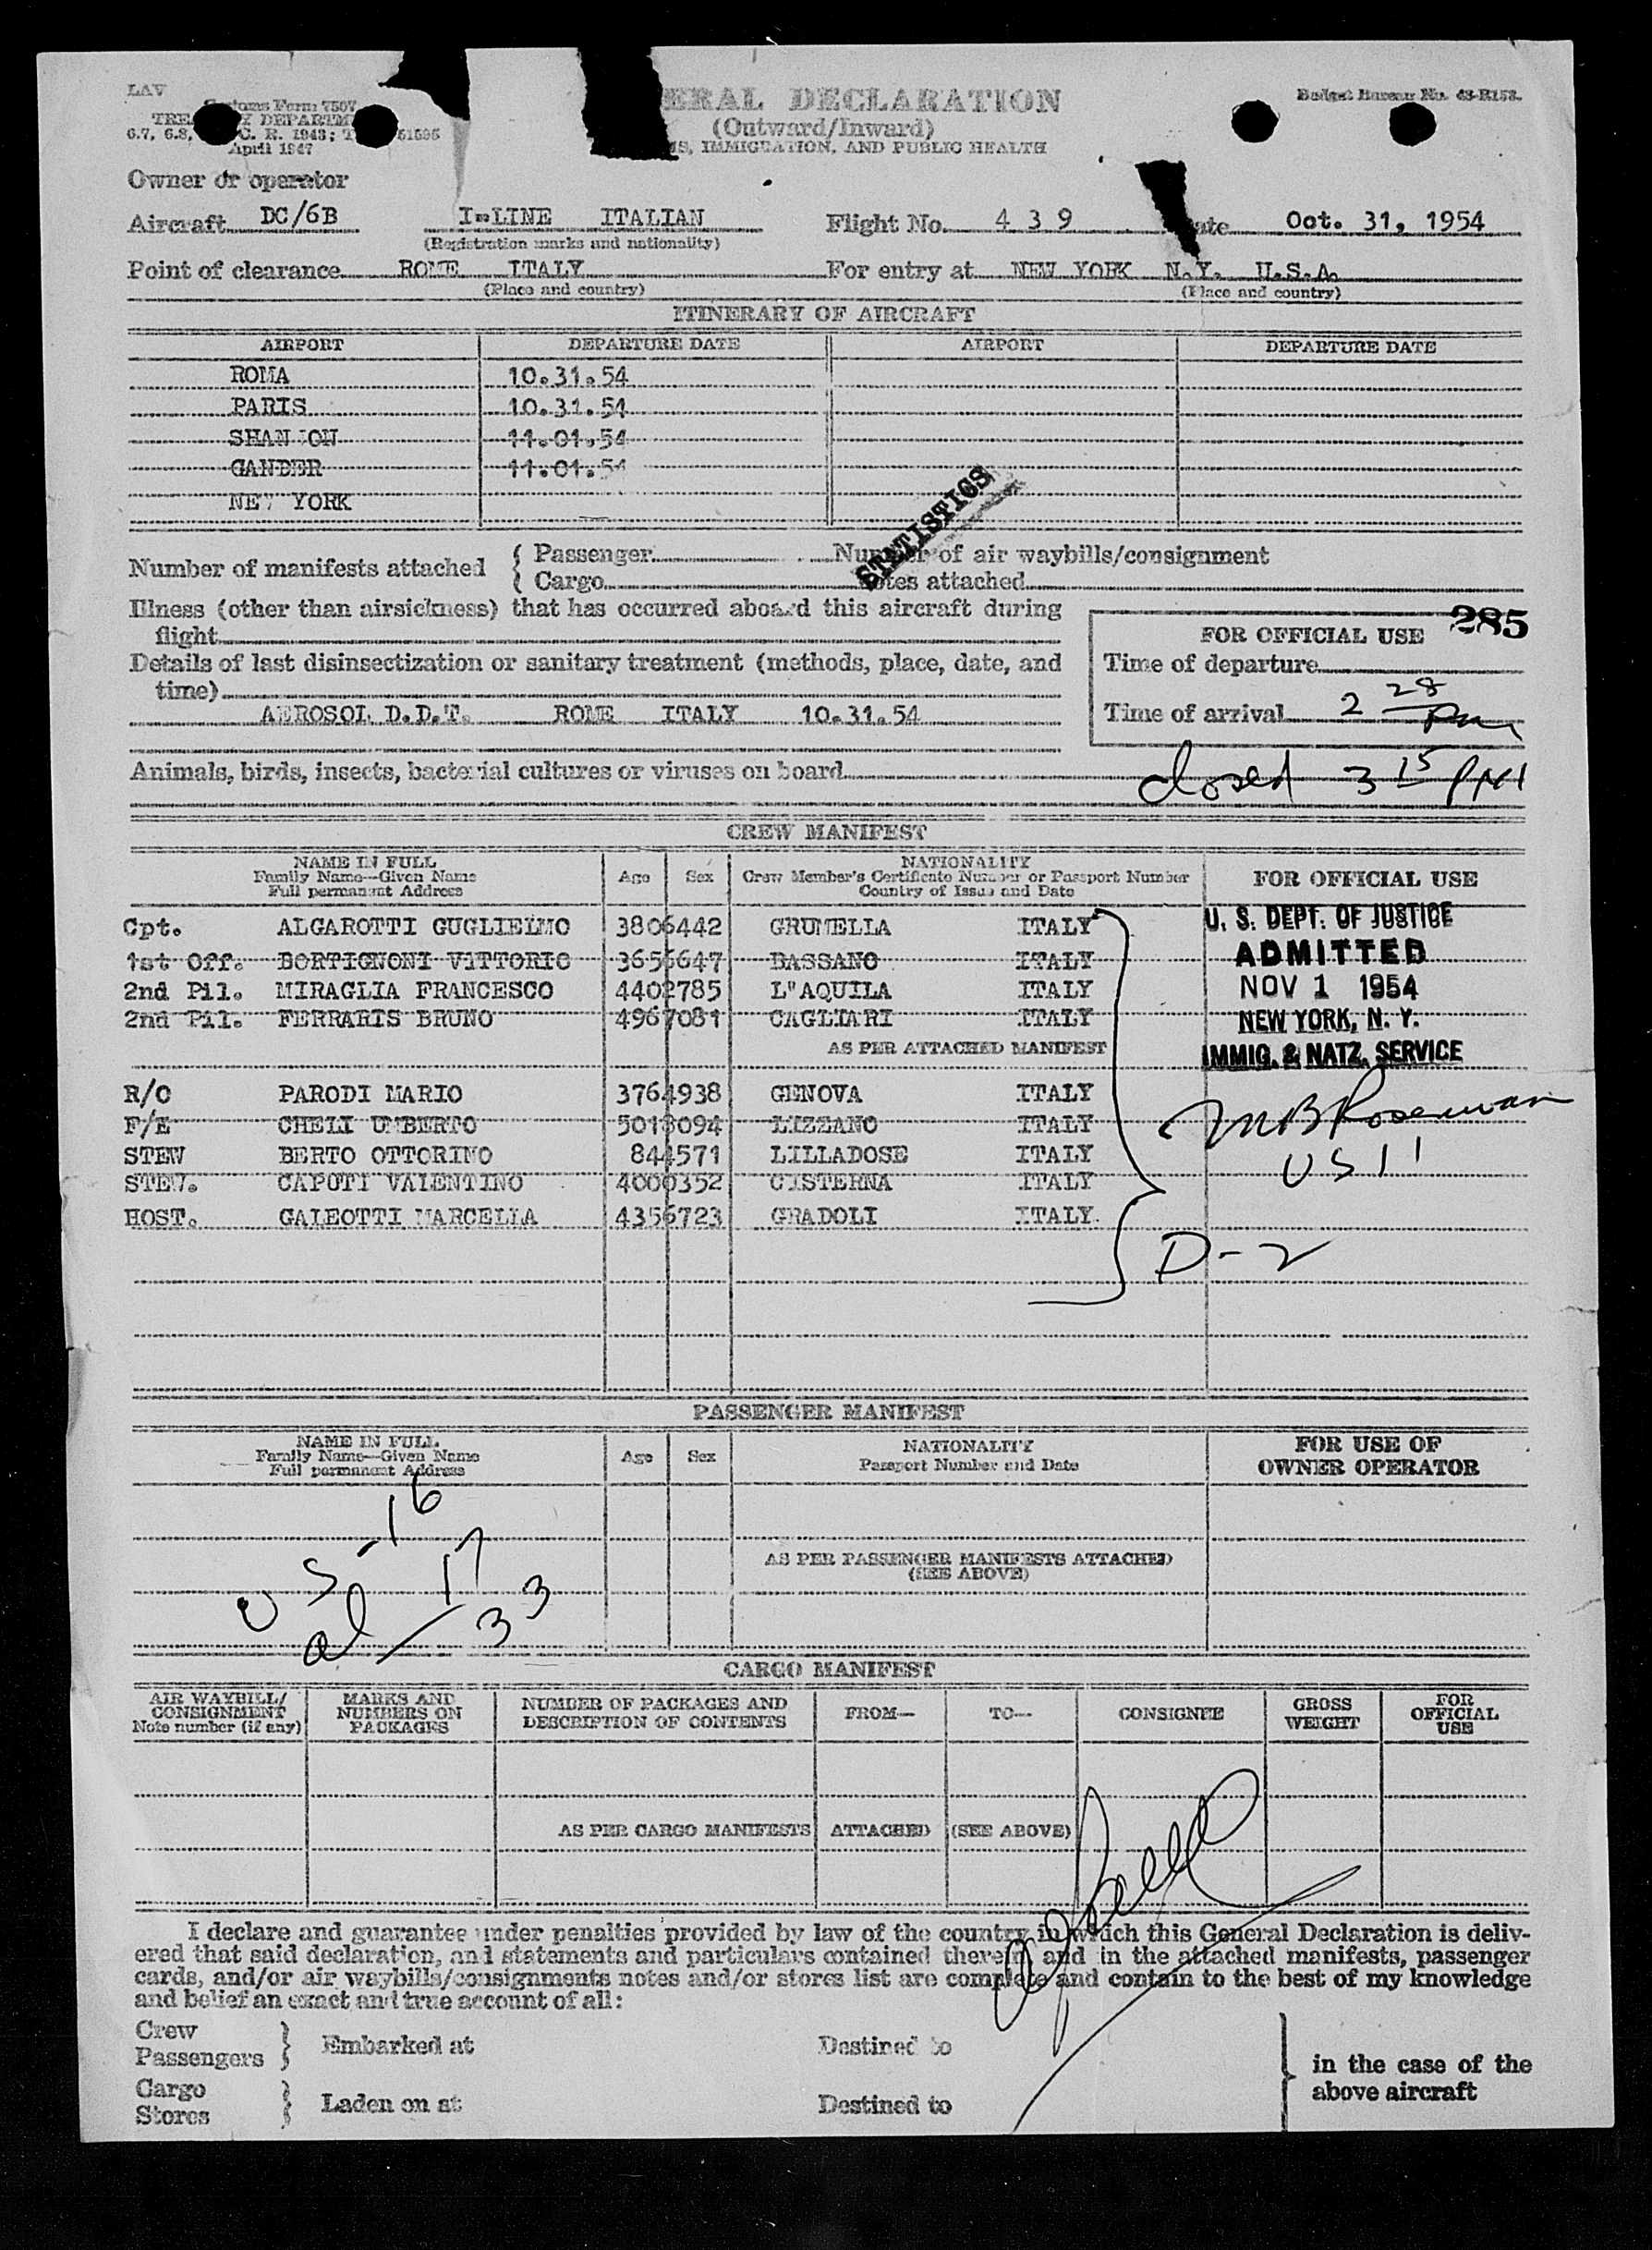 LAV
Customs Form 7507
TREASURY DEPARTMENT
6.7, 6.8, C. R. 1943; T 51595
April 1947
ERAL DECLARATION
(Outward/Inward)
MS, IMMIGRATION, AND PUBLIC HEALTH
Budget Bureau No. 43-R153.
Owner or operator
Aircraft DC/6B I-LINE ITALIAN Flight No. 4 3 9 ate Oct. 31, 1954
(Registration marks and nationality)
Point of clearance ROME ITALY For entry at NEW YORK N.Y. U.S.A.
(Place and country) (Place and country)
ITINERARY OF AIRCRAFT
AIRPORT DEPARTURE DATE AIRPORT DEPARTURE DATE
ROMA 10.31.54
PARIS 10.31.54
SHAN ON 11.01.54
GANDER 11.01.54
NEW YORK
STATISTICS
Number of manifests attached { Passenger Number of air waybills/consignment
{ Cargo notes attached
Illness (other than airsickness) that has occurred aboard this aircraft during
flight
285
FOR OFFICIAL USE
Details of last disinsectization or sanitary treatment (methods, place, date, and
time)
Time of departure
AEROSOL D.D.T. ROME ITALY 10.31.54
Time of arrival 2 28 pm
Animals, birds, insects, bacterial cultures or viruses on board
closed 3 15 PM
CREW MANIFEST
NAME IN FULL
Family Name—Given Name
Full permanent Address
Age Sex
NATIONALITY
Crew Member's Certificate Number or Passport Number
Country of Issue and Date
FOR OFFICIAL USE
Cpt. ALGAROTTI GUGLIELMO 3806442 GRUMELLA ITALY
1st Off. BORTIGNONI VITTORIO 3656647 BASSANO ITALY
2nd Pil. MIRAGLIA FRANCESCO 4402785 L"AQUILA ITALY
2nd Pil. FERRARIS BRUNO 4967081 CAGLIARI ITALY
AS PER ATTACHED MANIFEST
R/O PARODI MARIO 3764938 GENOVA ITALY
F/E CHELI UMBERTO 5018094 LIZZANO ITALY
STEW BERTO OTTORINO 844571 LILLADOSE ITALY
STEW. CAPOTI VALENTINO 4000352 CISTERNA ITALY
HOST. GALEOTTI MARCELLA 4356723 GRADOLI ITALY
U. S. DEPT. OF JUSTICE
ADMITTED
NOV 1 1954
NEW YORK, N. Y.
IMMIG. & NATZ. SERVICE
US II
D-2
PASSENGER MANIFEST
NAME IN FULL
Family Name—Given Name
Full permanent Address
Age Sex
NATIONALITY
Passport Number and Date
FOR USE OF
OWNER OPERATOR
US - 16
al - 17
33
AS PER PASSENGER MANIFESTS ATTACHED
(SEE ABOVE)
CARGO MANIFEST
AIR WAYBILL/
CONSIGNMENT
Note number (if any)
MARKS AND
NUMBERS ON
PACKAGES
NUMBER OF PACKAGES AND
DESCRIPTION OF CONTENTS
FROM— TO— CONSIGNEE
GROSS
WEIGHT
FOR
OFFICIAL
USE
AS PER CARGO MANIFESTS ATTACHED (SEE ABOVE)
I declare and guarantee under penalties provided by law of the country in which this General Declaration is deliv-
ered that said declaration, and statements and particulars contained therein and in the attached manifests, passenger
cards, and/or air waybills/consignments notes and/or stores list are complete and contain to the best of my knowledge
and belief an exact and true account of all:
Crew
Passengers } Embarked at Destined to
Cargo
Stores } Laden on at Destined to
} in the case of the
above aircraft